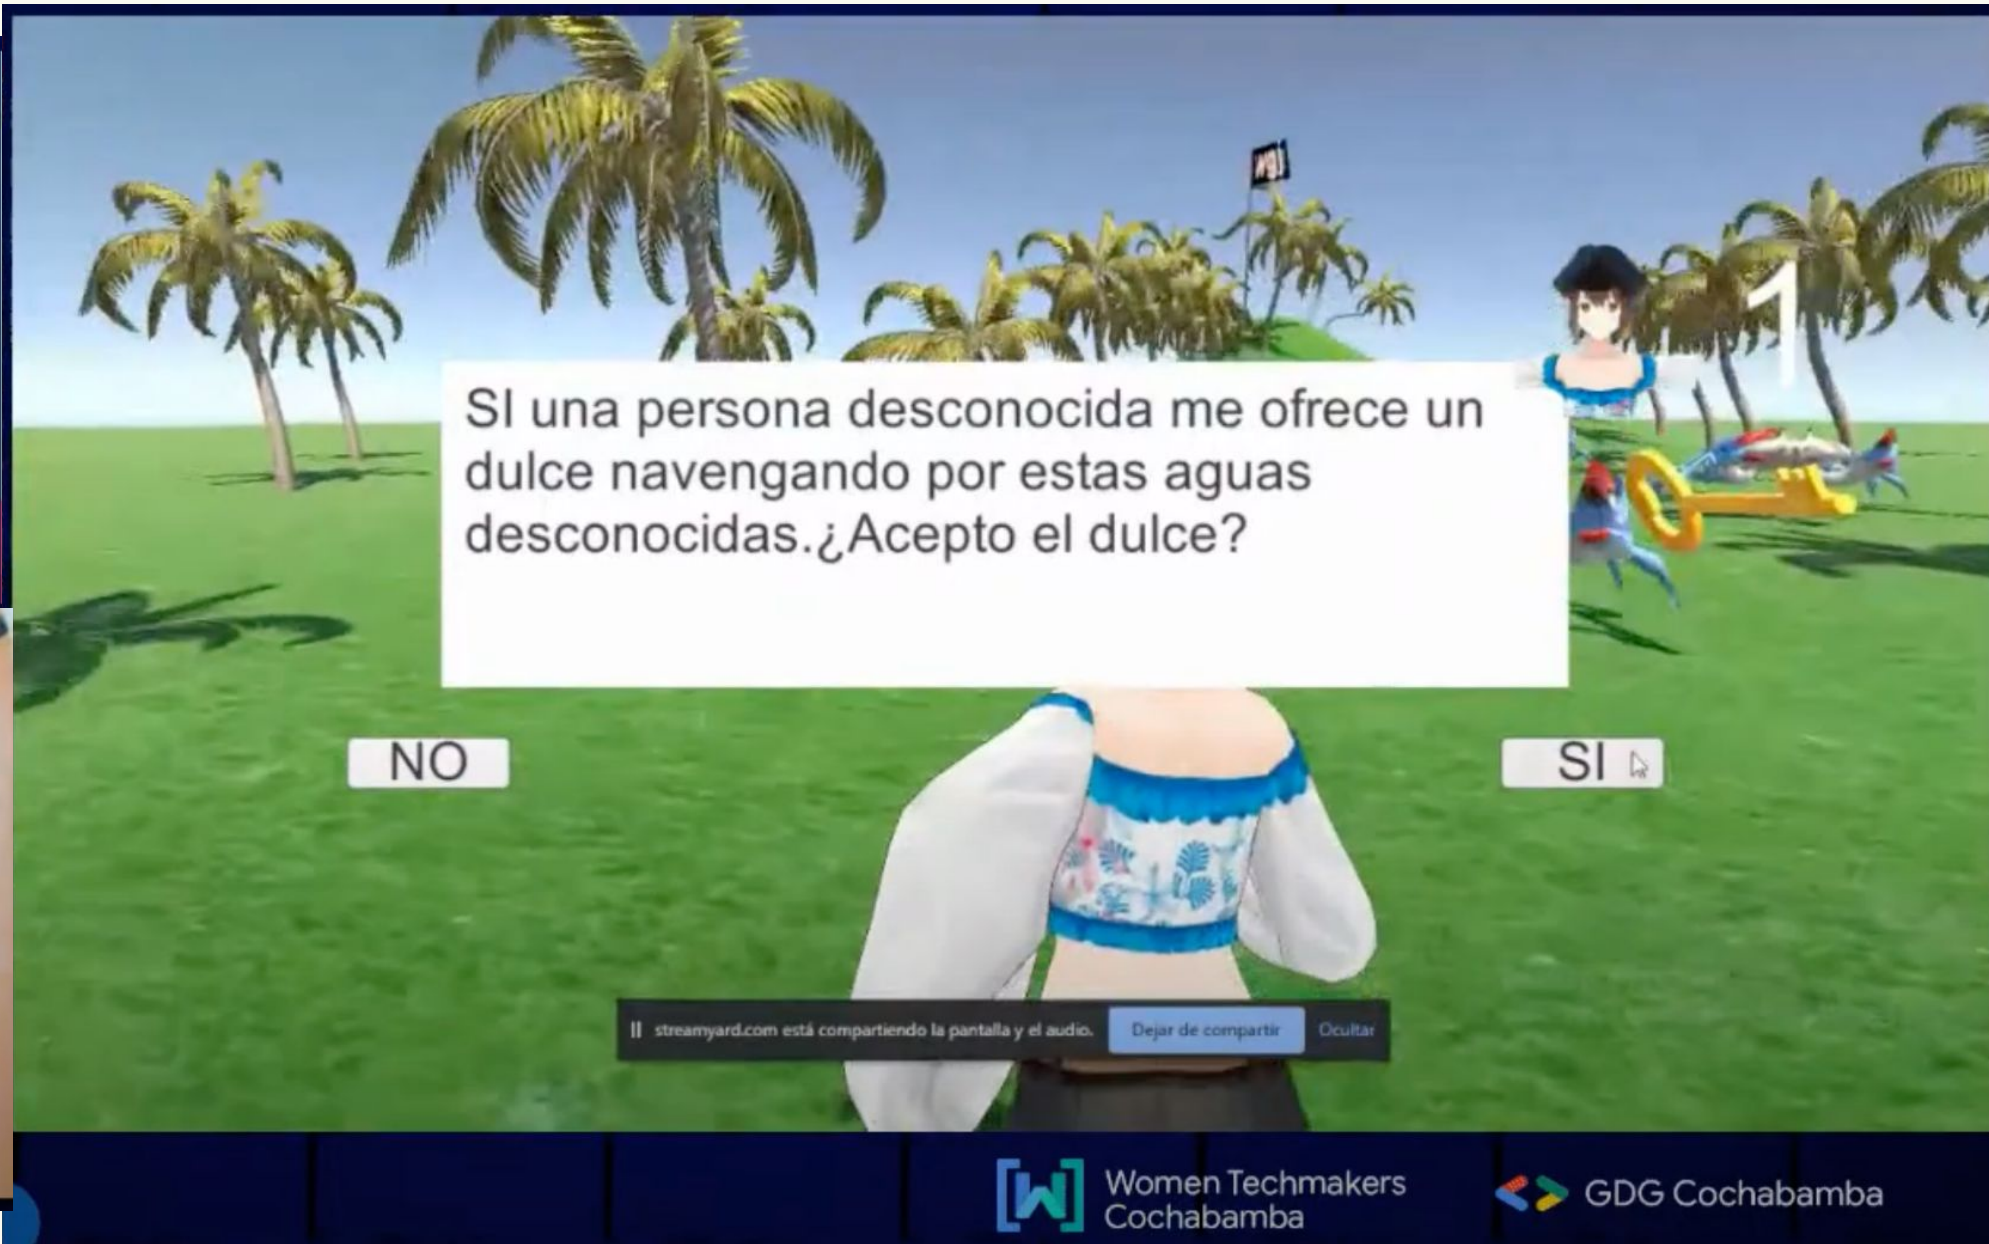 1
SI una persona desconocida me ofrece un
dulce navengando por estas aguas
desconocidas.¿Acepto el dulce?
NO
SI
streamyard.com está compartiendo la pantalla y el audio. Dejar de compartir Ocultar
Women Techmakers
Cochabamba
GDG Cochabamba